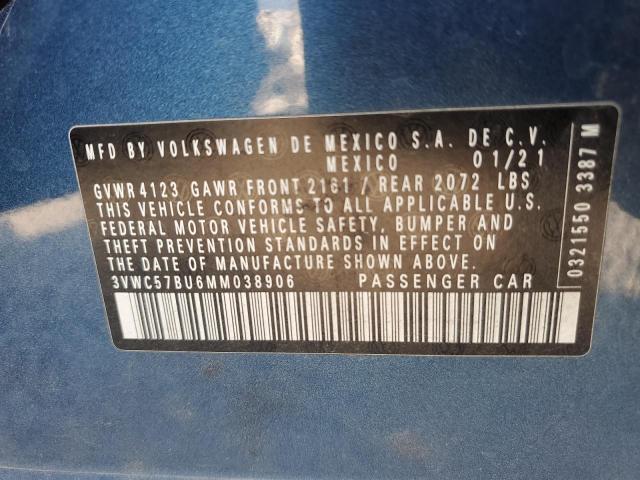 MFD BY VOLKSWAGEN DE MEXICO S.A. DE C.V.
MEXICO 01/21
GVWR 4123 GAWR FRONT 2161 / REAR 2072 LBS
THIS VEHICLE CONFORMS TO ALL APPLICABLE U.S.
FEDERAL MOTOR VEHICLE SAFETY, BUMPER AND
THEFT PREVENTION STANDARDS IN EFFECT ON
THE DATE OF MANUFACTURE SHOWN ABOVE.
3VWC57BU6MM038906 PASSENGER CAR
0321550 3387 M